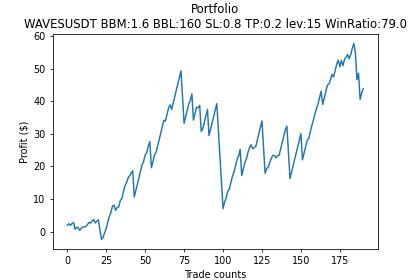 Portfolio
WAVESUSDT BBM:1.6 BBL:160 SL:0.8 TP:0.2 lev:15 WinRatio:79.0
60
50
40
30
20
10
0
Profit ($)
0 25 50 75 100 125 150 175
Trade counts